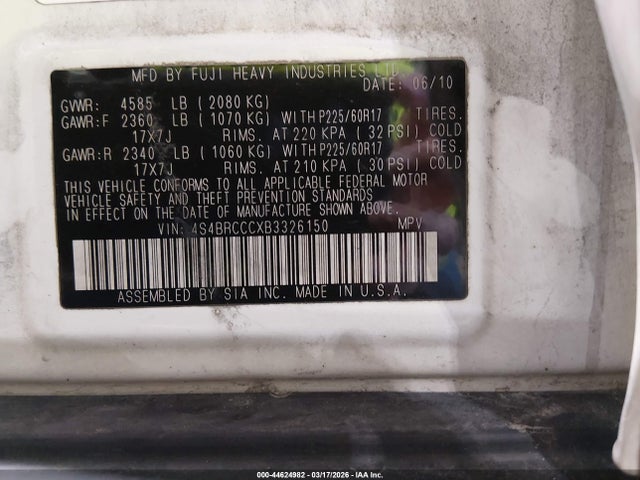 MFD BY FUJI HEAVY INDUSTRIES LTD.
DATE: 06/10
GVWR: 4585 LB ( 2080 KG)
GAWR:F 2360 LB ( 1070 KG) WITH P225/60R17 TIRES.
17X7J RIMS. AT 220 KPA ( 32 PSI) COLD
GAWR:R 2340 LB ( 1060 KG) WITH P225/60R17 TIRES.
17X7J RIMS. AT 210 KPA ( 30 PSI) COLD
THIS VEHICLE CONFORMS TO ALL APPLICABLE FEDERAL MOTOR
VEHICLE SAFETY AND THEFT PREVENTION STANDARDS
IN EFFECT ON THE DATE OF MANUFACTURE SHOWN ABOVE.
VIN: 4S4BRCCCXB3326150 MPV
ASSEMBLED BY SIA INC. MADE IN U.S.A.
000-44624982 - 03/17/2026 - IAA Inc.